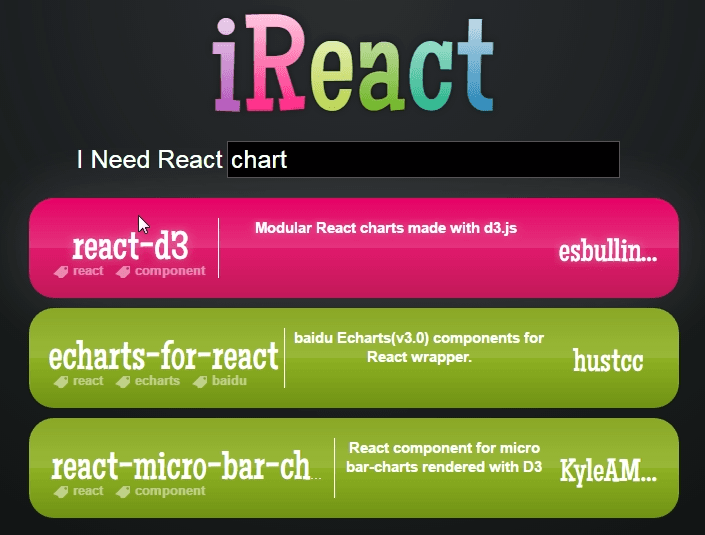 iReact
I Need React chart
react-d3
react component
Modular React charts made with d3.js
esbullin...
echarts-for-react
react echarts baidu
baidu Echarts(v3.0) components for
React wrapper.
hustcc
react-micro-bar-ch...
react component
React component for micro
bar-charts rendered with D3
KyleAM...